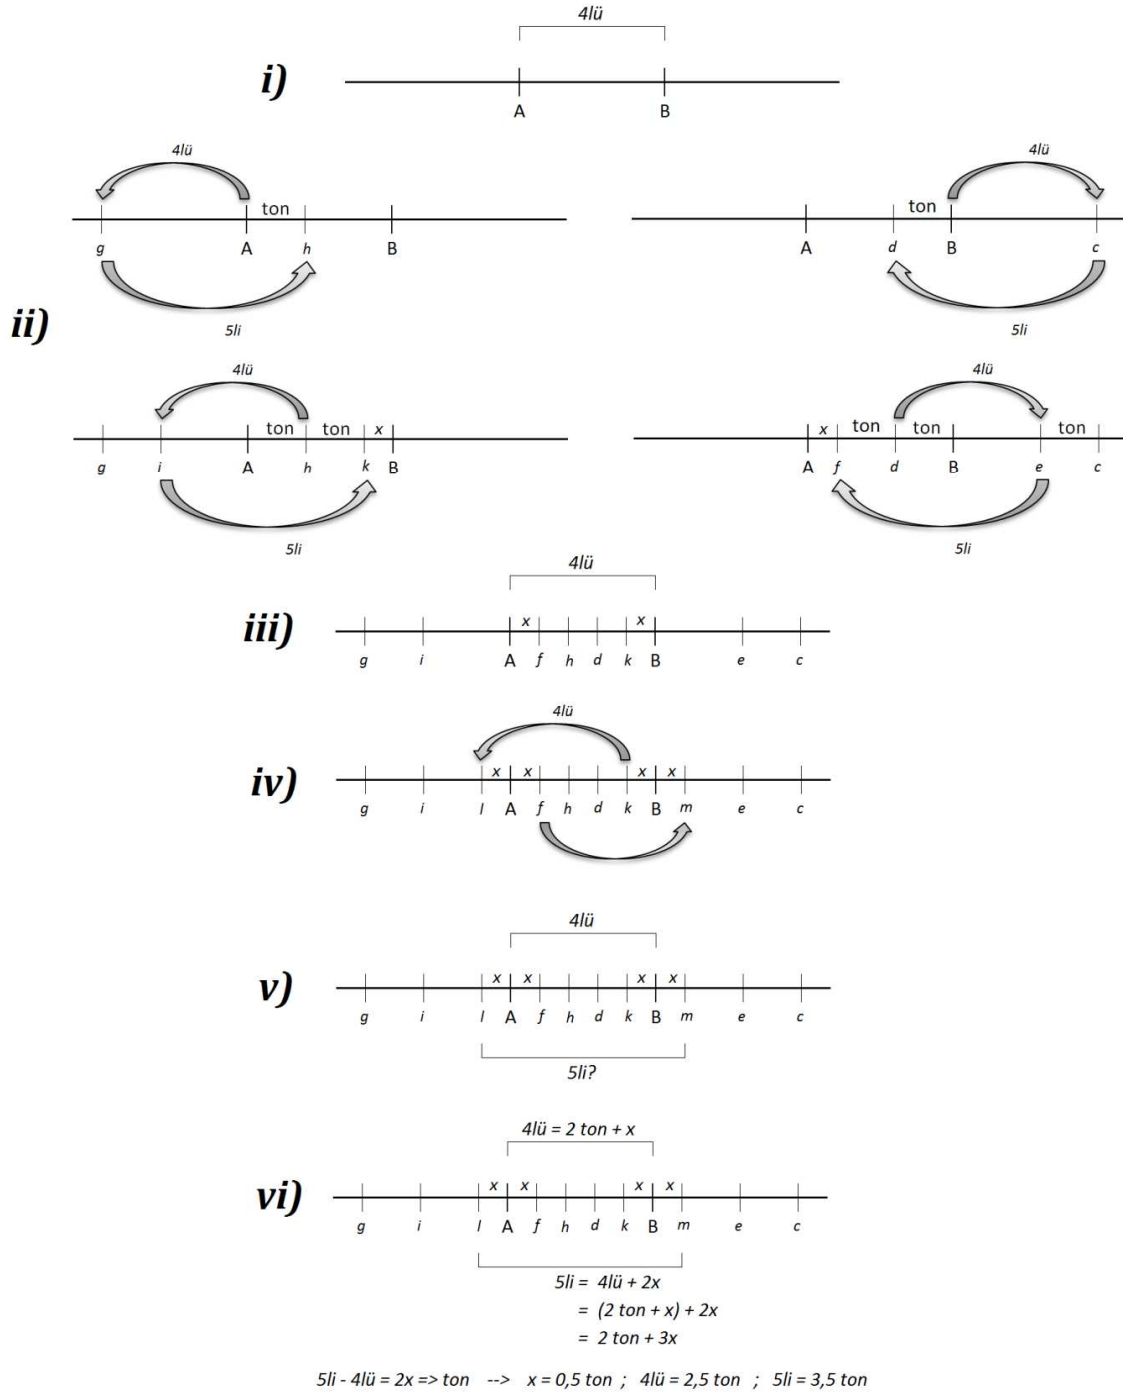 4lü
i)
A B
4lü 4lü
ton ton
g A h B A d B c
5li 5li
ii)
4lü 4lü
ton ton x x ton ton ton
g i A h k B A f d B e c
5li 5li
4lü
iii)
x x
g i A f h d k B e c
4lü
iv)
x x x x
g i l A f h d k B m e c
4lü
v)
x x x x
g i l A f h d k B m e c
5li?
4lü = 2 ton + x
vi)
x x x x
g i l A f h d k B m e c
5li = 4lü + 2x
= (2 ton + x) + 2x
= 2 ton + 3x
5li - 4lü = 2x => ton --> x = 0,5 ton ; 4lü = 2,5 ton ; 5li = 3,5 ton